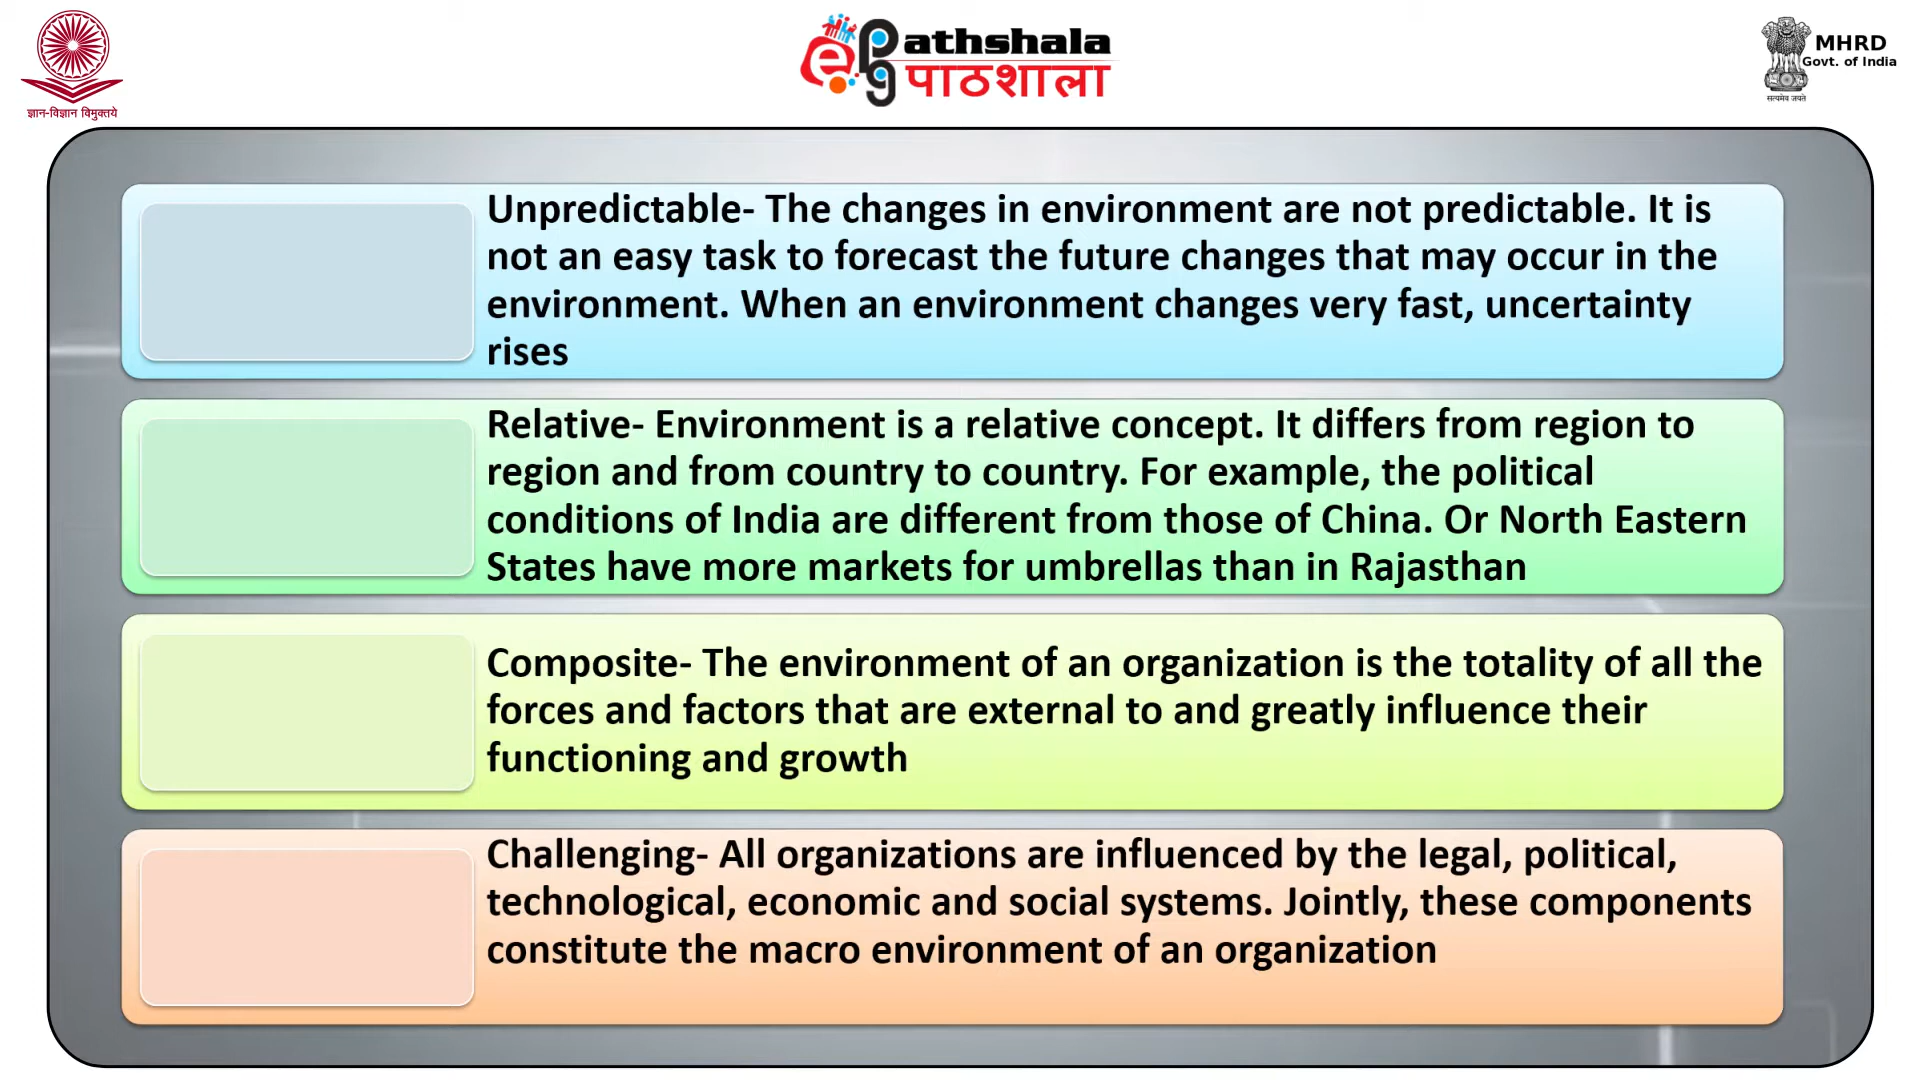 ज्ञान-विज्ञान विमुक्तये
ePG athshala
पाठशाला
सत्यमेव जयते
MHRD
Govt. of India
Unpredictable- The changes in environment are not predictable. It is
not an easy task to forecast the future changes that may occur in the
environment. When an environment changes very fast, uncertainty
rises
Relative- Environment is a relative concept. It differs from region to
region and from country to country. For example, the political
conditions of India are different from those of China. Or North Eastern
States have more markets for umbrellas than in Rajasthan
Composite- The environment of an organization is the totality of all the
forces and factors that are external to and greatly influence their
functioning and growth
Challenging- All organizations are influenced by the legal, political,
technological, economic and social systems. Jointly, these components
constitute the macro environment of an organization